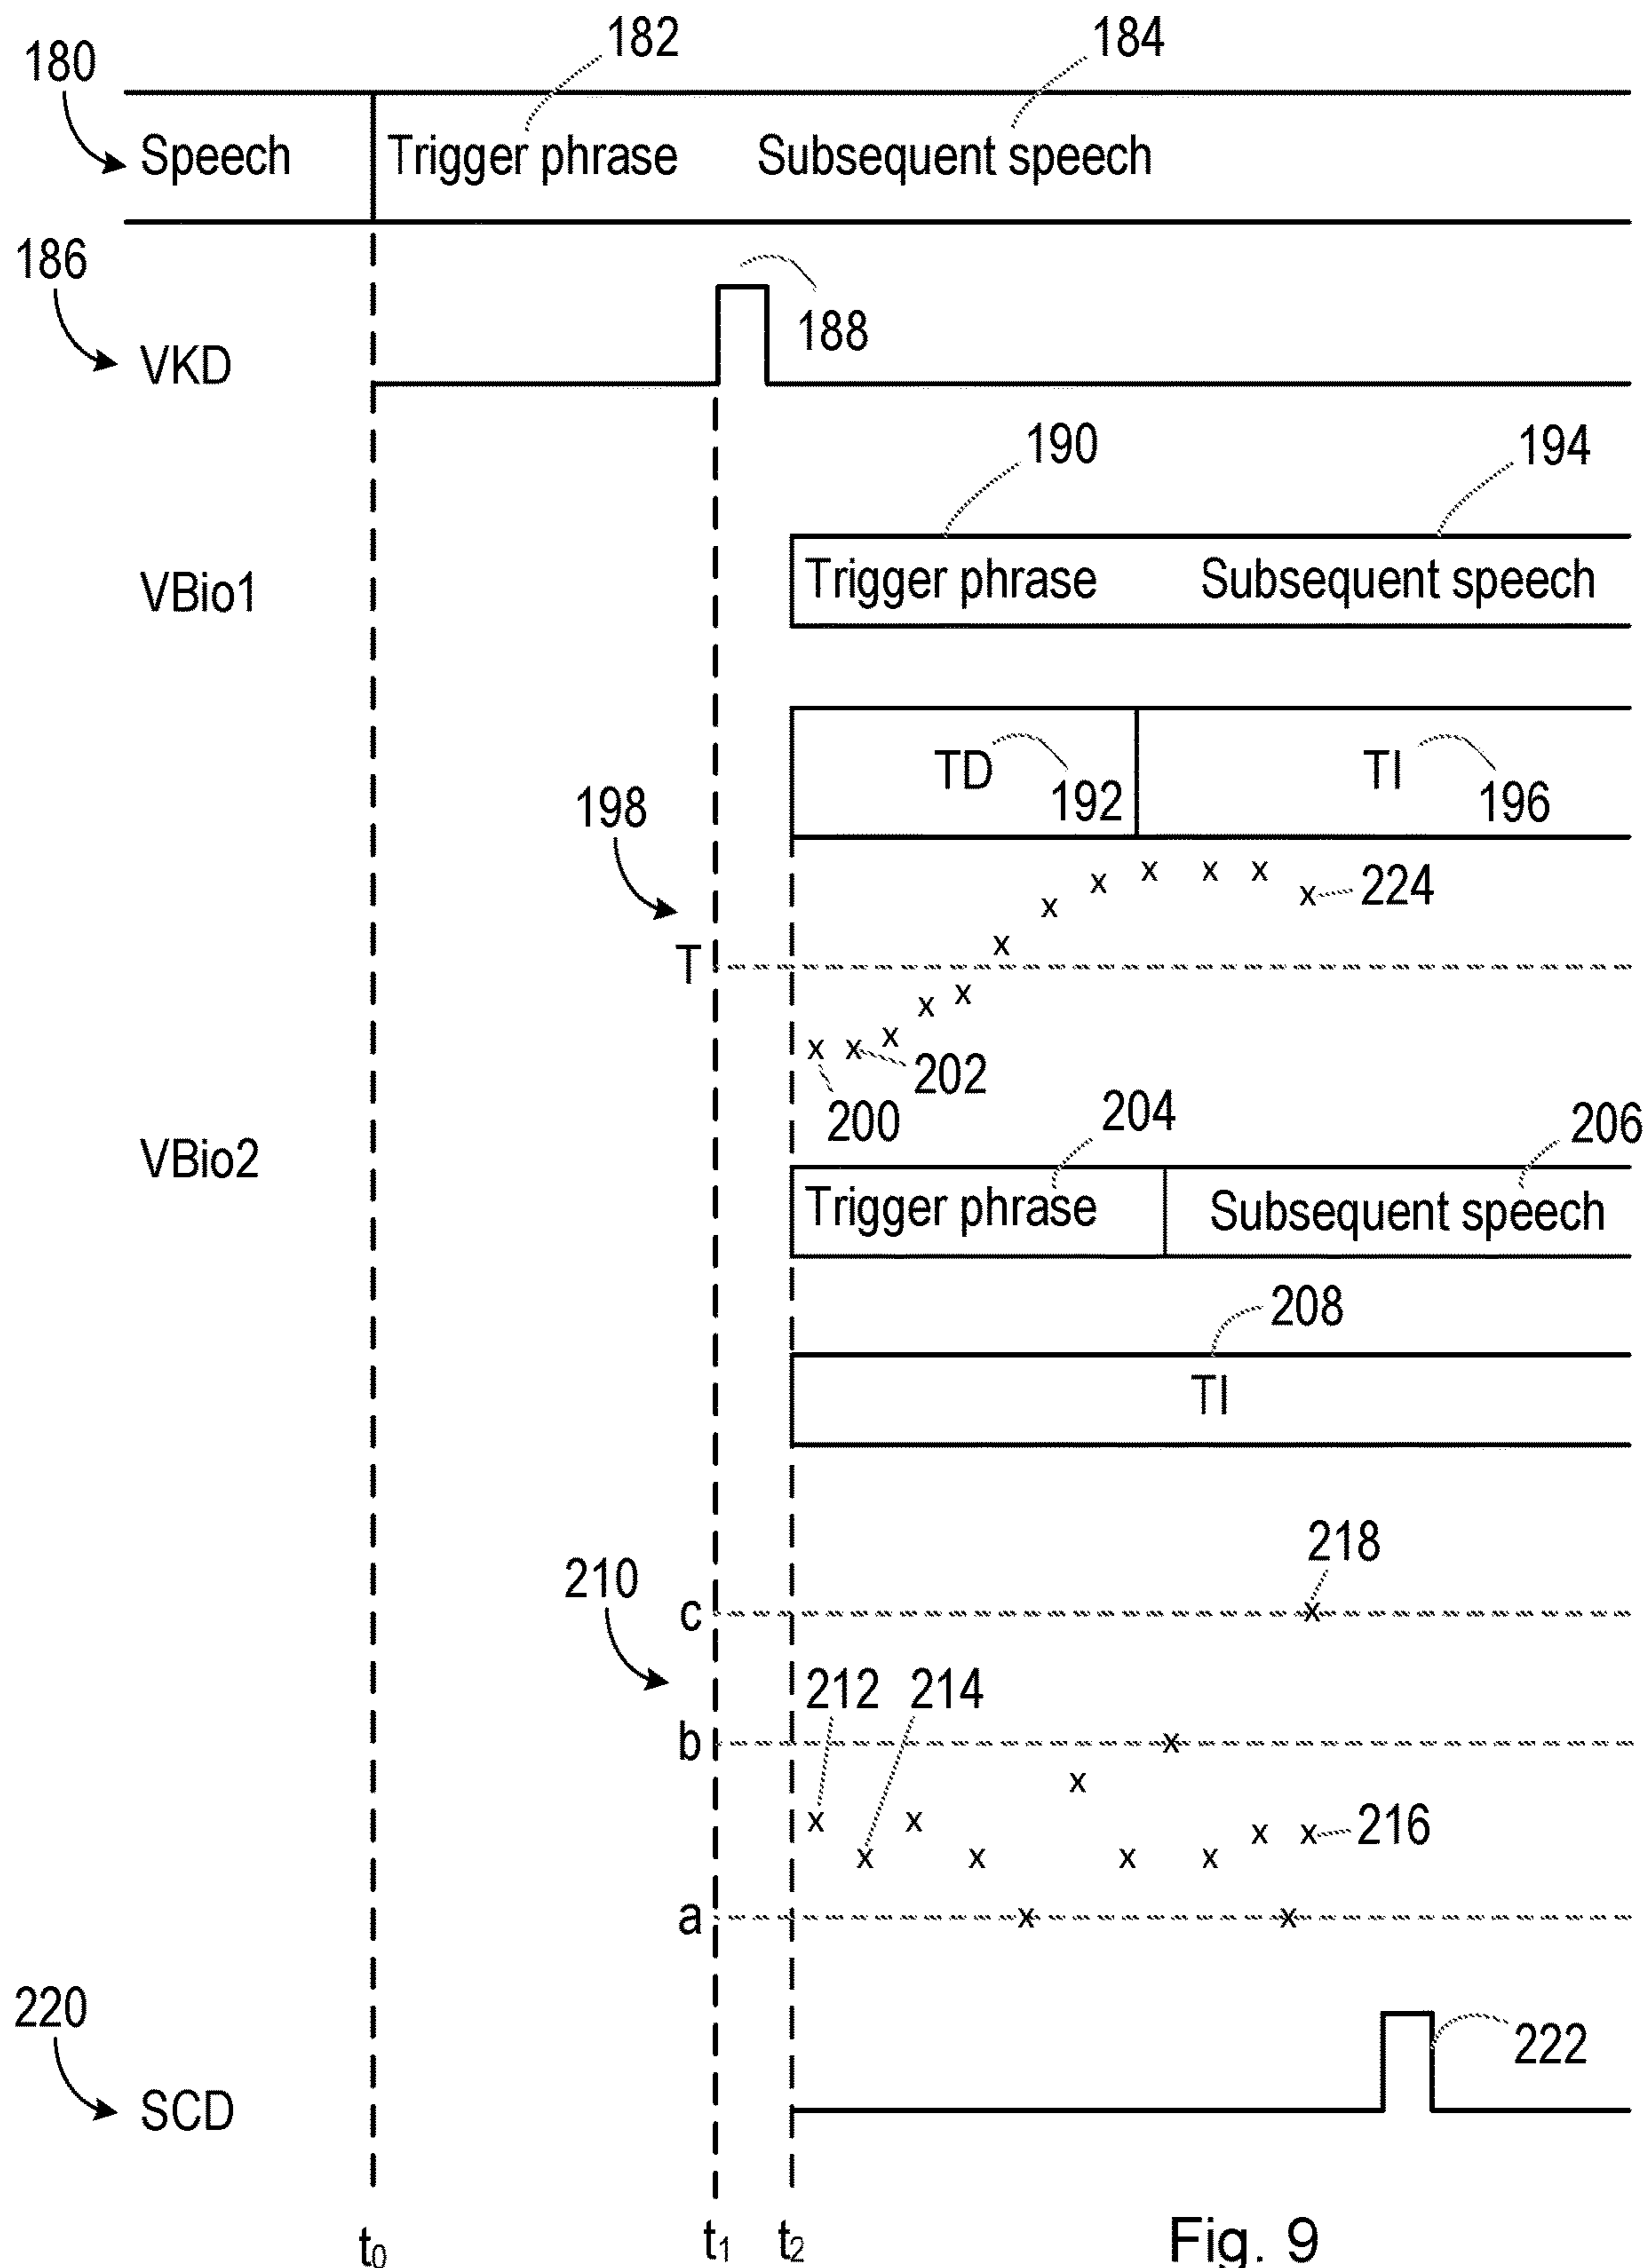 182
184
180
Speech
Trigger phrase
Subsequent speech
186
188
VKD
190
194
VBio1
Trigger phrase
Subsequent speech
TD
192
TI
196
198
224
T
202
200
204
206
VBio2
Trigger phrase
Subsequent speech
208
TI
218
210
c
212
214
b
216
a
220
222
SCD
t0
t1
t2
Fig. 9